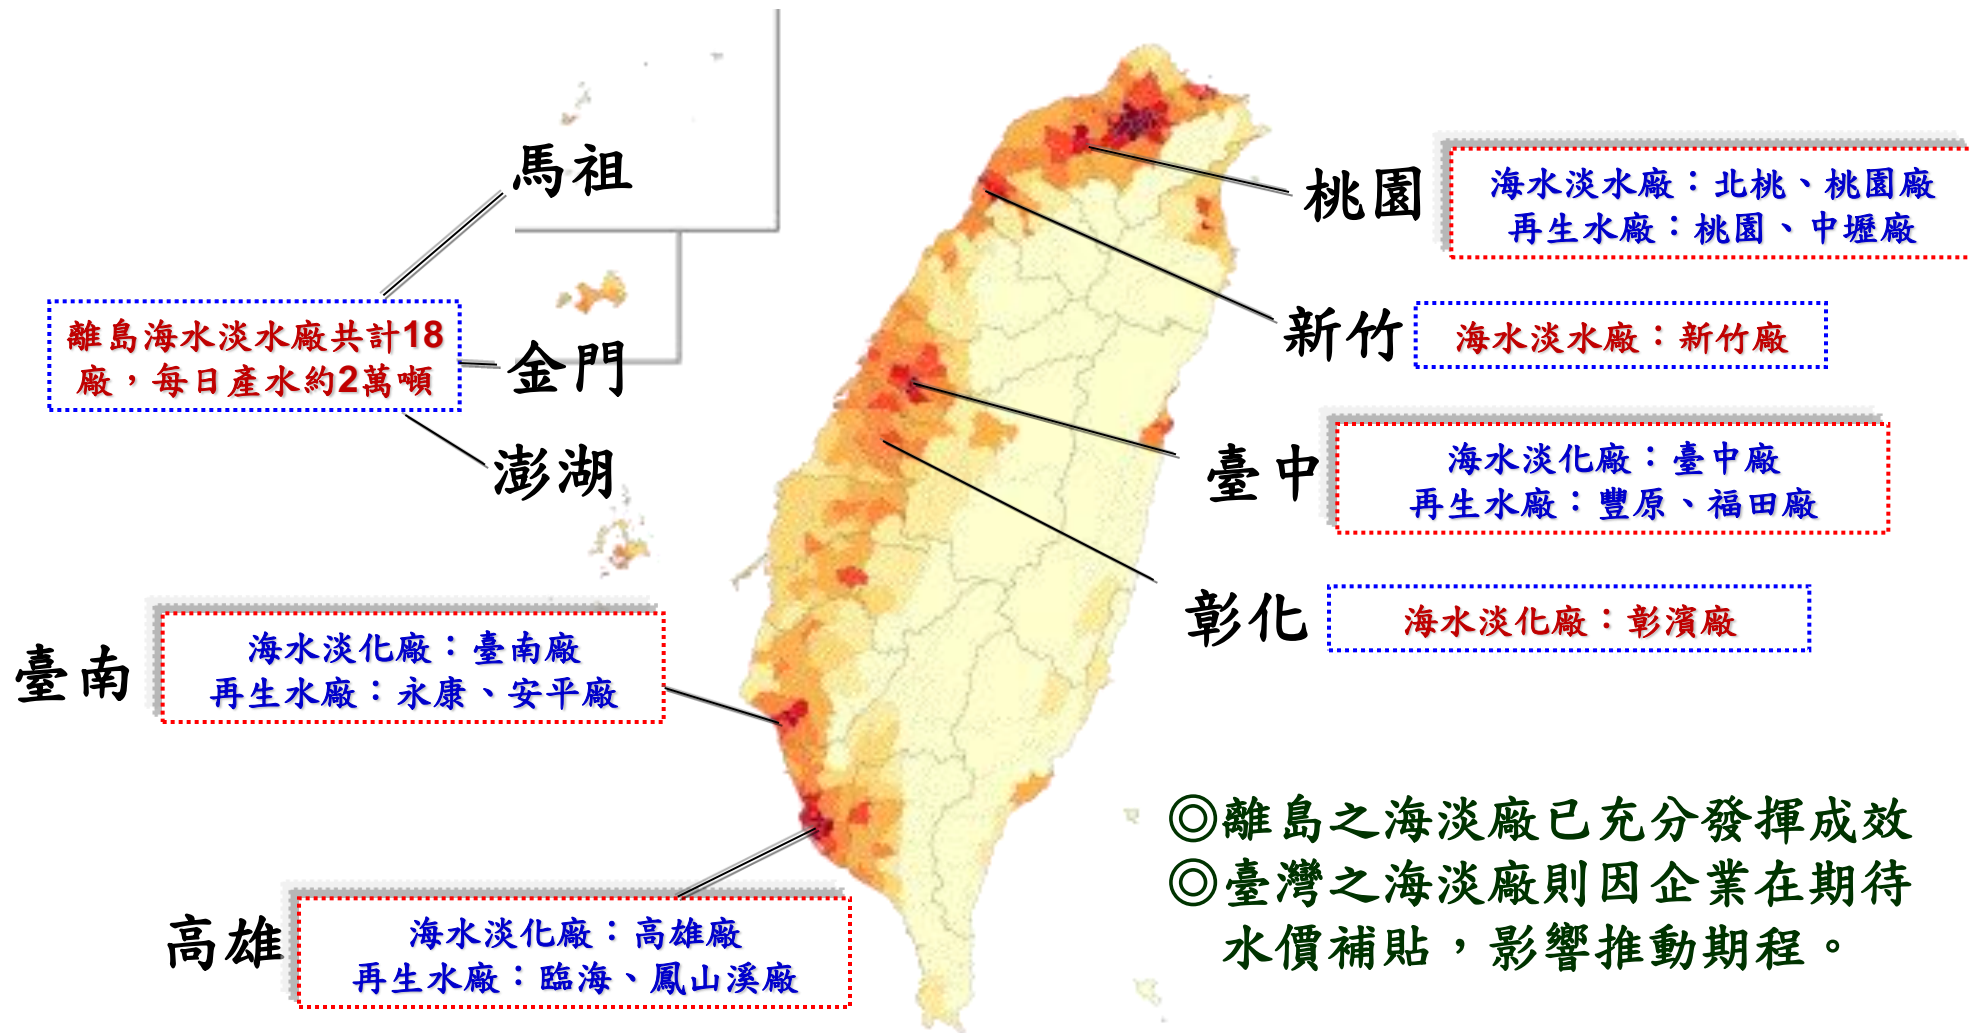 馬祖
離島海水淡水廠共計18
廠，每日產水約2萬噸
金門
澎湖
桃園
海水淡水廠：北桃、桃園廠
再生水廠：桃園、中壢廠
新竹
海水淡水廠：新竹廠
臺中
海水淡化廠：臺中廠
再生水廠：豐原、福田廠
彰化
海水淡化廠：彰濱廠
臺南
海水淡化廠：臺南廠
再生水廠：永康、安平廠
高雄
海水淡化廠：高雄廠
再生水廠：臨海、鳳山溪廠
◎離島之海淡廠已充分發揮成效
◎臺灣之海淡廠則因企業在期待
水價補貼，影響推動期程。